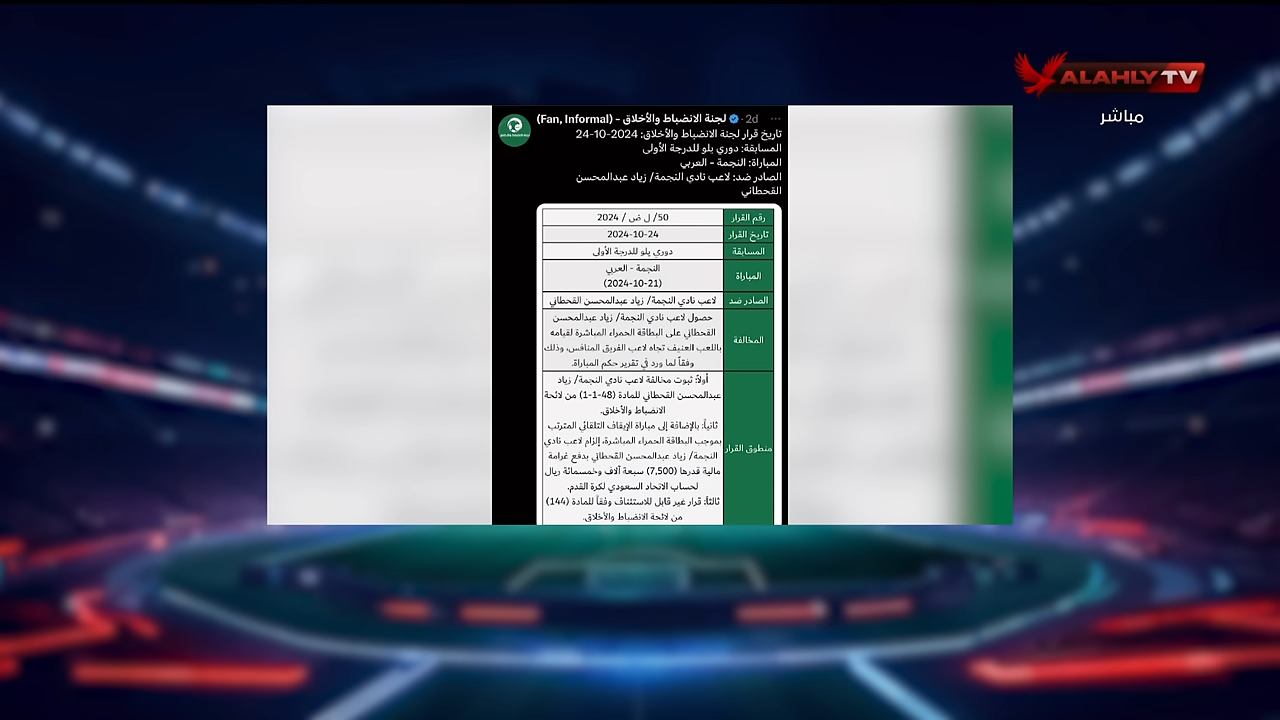 ALAHLY TV
مباشر
لجنة الانضباط والأخلاق - (Fan, Informal) · 2d ···
تاريخ قرار لجنة الانضباط والأخلاق: 2024-10-24
المسابقة: دوري يلو للدرجة الأولى
المباراة: النجمة - العربي
الصادر ضد: لاعب نادي النجمة/ زياد عبدالمحسن
القحطاني
رقم القرار 50/ ل ض / 2024
تاريخ القرار 2024-10-24
المسابقة دوري يلو للدرجة الأولى
المباراة النجمة - العربي
(2024-10-21)
الصادر ضد لاعب نادي النجمة/ زياد عبدالمحسن القحطاني
المخالفة حصول لاعب نادي النجمة/ زياد عبدالمحسن
القحطاني على البطاقة الحمراء المباشرة لقيامه
باللعب العنيف تجاه لاعب الفريق المنافس، وذلك
وفقاً لما ورد في تقرير حكم المباراة.
منطوق القرار أولاً: ثبوت مخالفة لاعب نادي النجمة/ زياد
عبدالمحسن القحطاني للمادة (48-1-1) من لائحة
الانضباط والأخلاق.
ثانياً: بالإضافة إلى مباراة الإيقاف التلقائي المترتب
بموجب البطاقة الحمراء المباشرة، إلزام لاعب نادي
النجمة/ زياد عبدالمحسن القحطاني بدفع غرامة
مالية قدرها (7,500) سبعة آلاف وخمسمائة ريال
لحساب الاتحاد السعودي لكرة القدم.
ثالثاً: قرار غير قابل للاستئناف وفقاً للمادة (144)
من لائحة الانضباط والأخلاق.